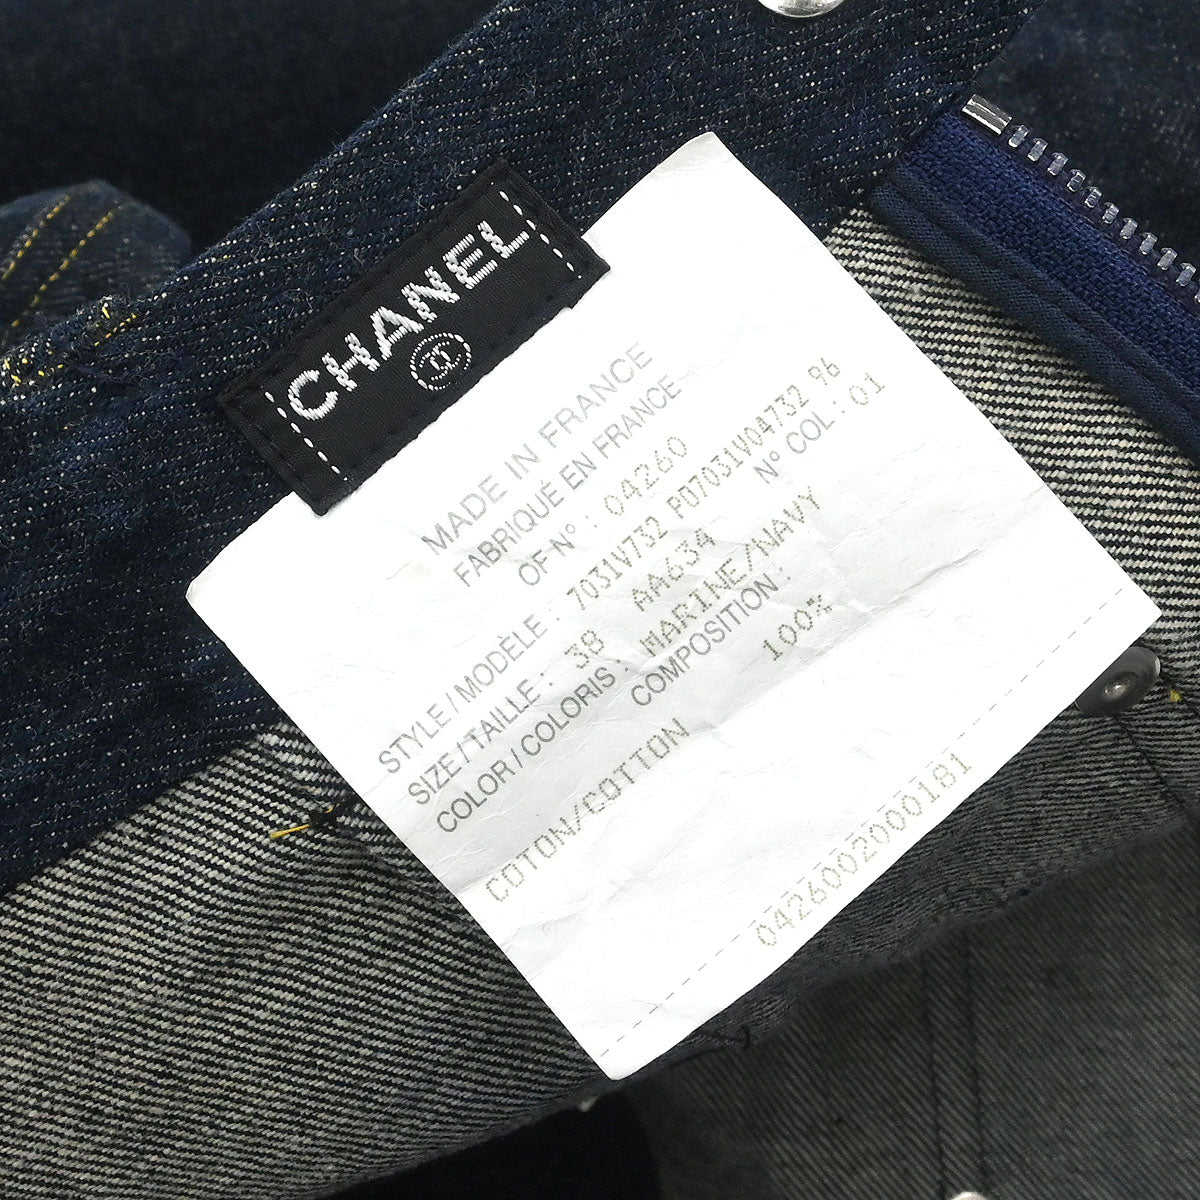 CHANEL
MADE IN FRANCE
FABRIQUÉ EN FRANCE
OF N° : 04260
STYLE / MODÈLE : 7031V732 P07031V04732 96
SIZE / TAILLE : 38 AA634 N° COL : 01
COLOR / COLORIS : MARINE/NAVY
COMPOSITION :
COTON/COTTON 100%
0426002000181